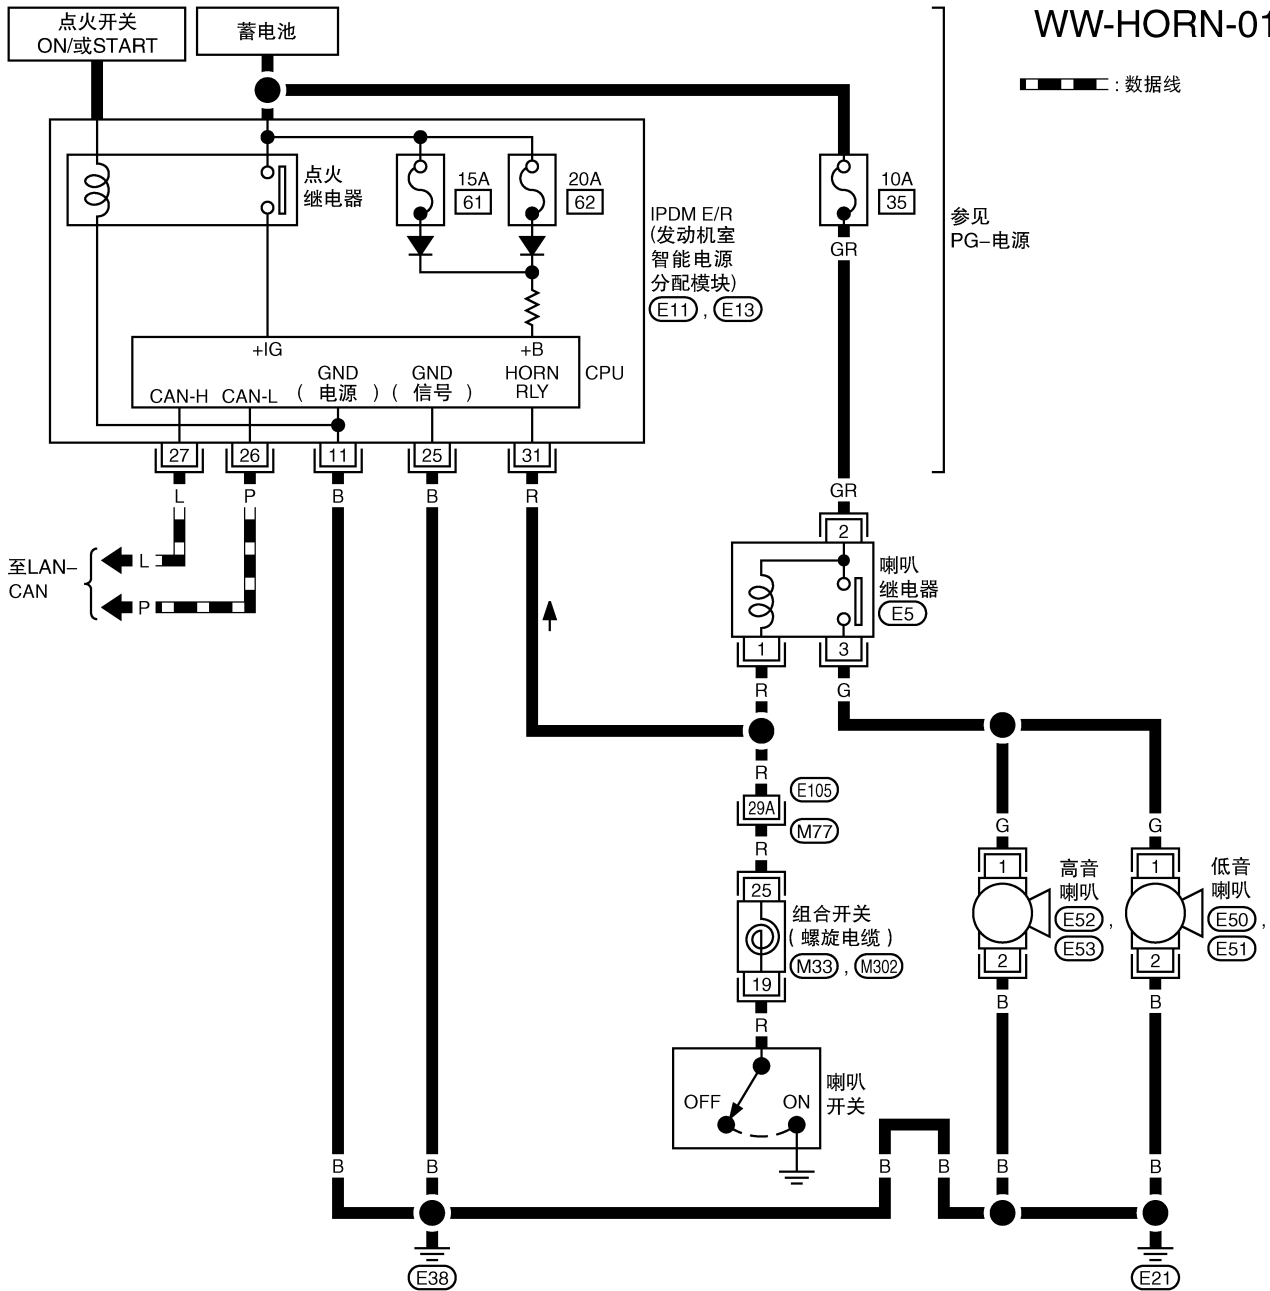 WW-HORN-01
点火开关
ON/或START
蓄电池
: 数据线
点火
继电器
15A
61
20A
62
10A
35
IPDM E/R
(发动机室
智能电源
分配模块)
E11 , E13
参见
PG-电源
GR
+IG
+B
CPU
CAN-H
CAN-L
GND
( 电源 )
GND
( 信号 )
HORN
RLY
27
26
11
25
31
L
P
B
B
R
GR
2
至LAN-
CAN
L
P
喇叭
继电器
E5
1
3
R
G
R
E105
29A
M77
R
G
G
25
1
1
高音
喇叭
E52 ,
E53
低音
喇叭
E50 ,
E51
组合开关
( 螺旋电缆 )
M33 , M302
19
2
2
R
B
B
OFF
ON
喇叭
开关
B
B
B
B
B
B
E38
E21